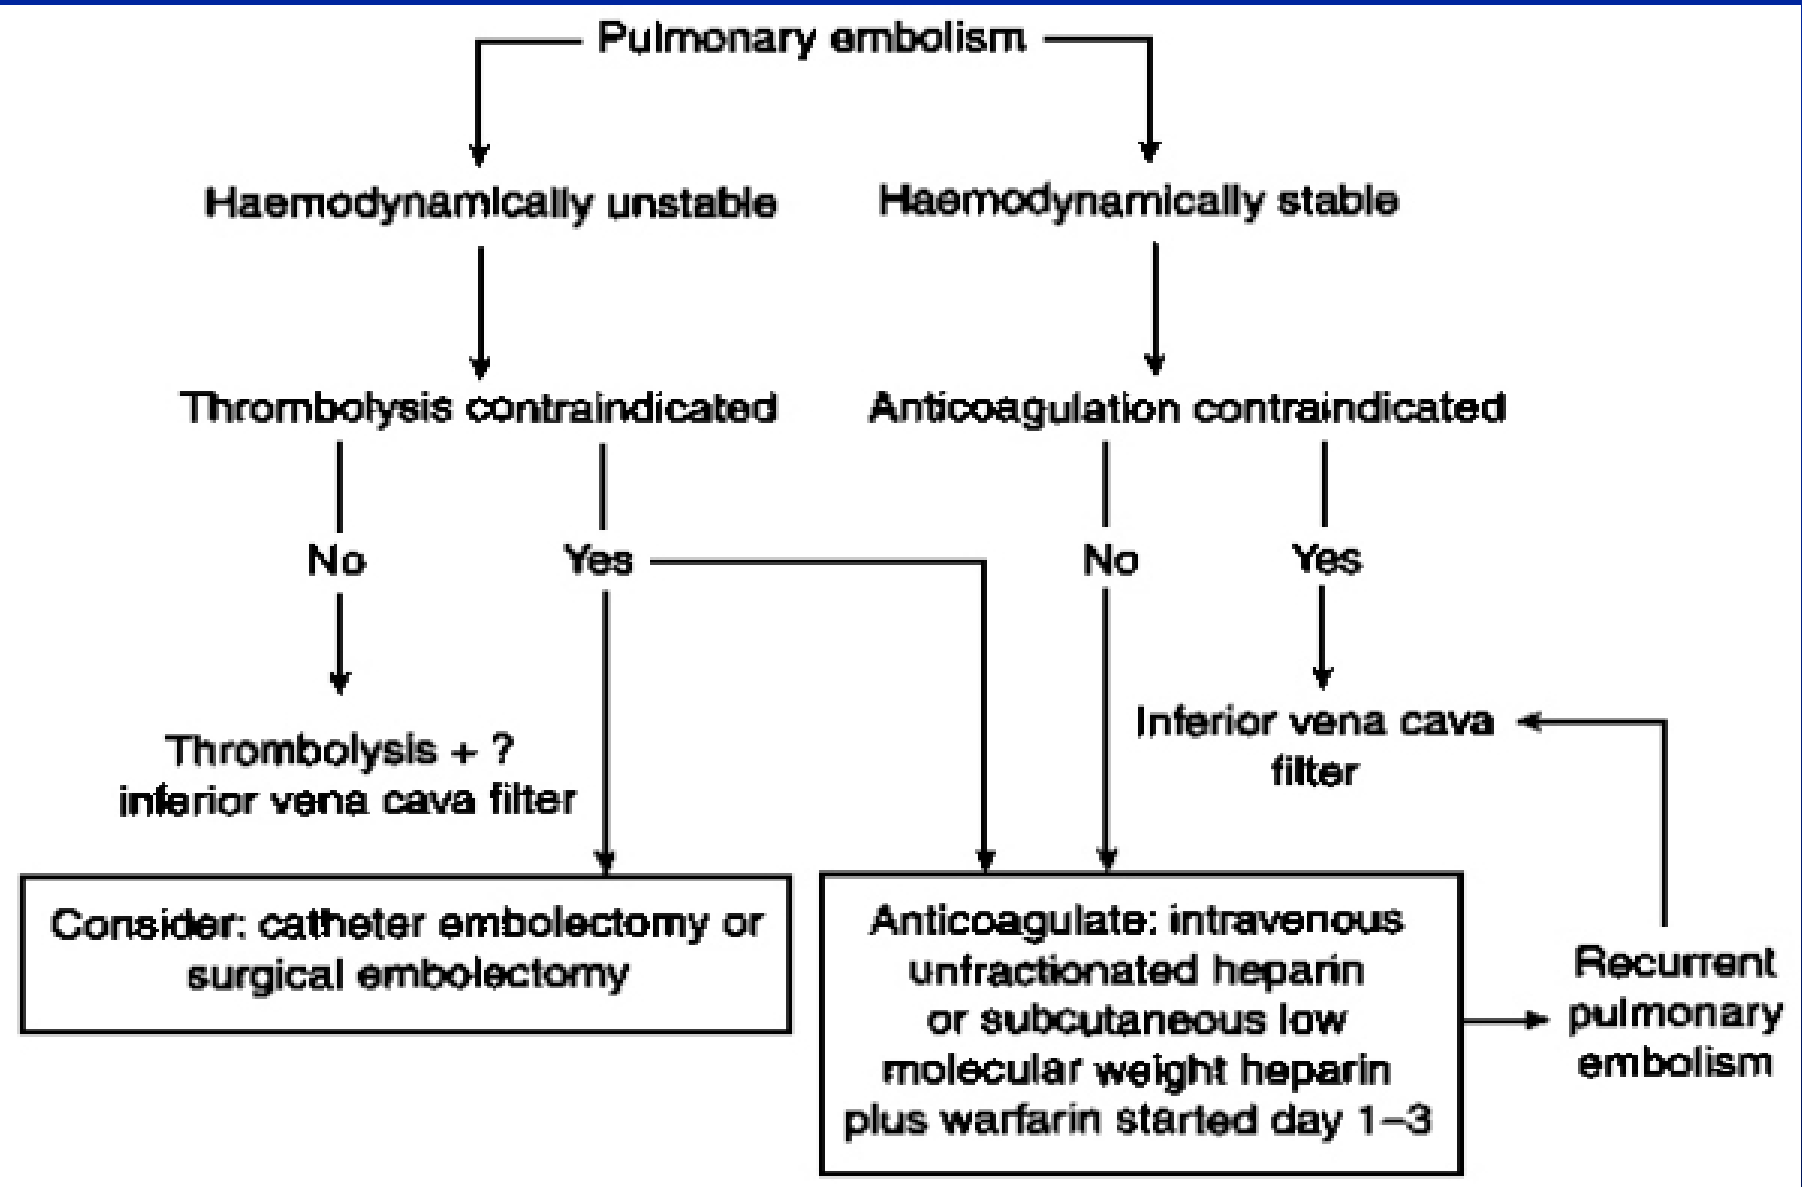 Pulmonary embolism
Haemodynamically unstable
Haemodynamically stable
Thrombolysis contraindicated
Anticoagulation contraindicated
No
Yes
No
Yes
Thrombolysis + ?
inferior vena cava filter
Inferior vena cava
filter
Consider: catheter embolectomy or
surgical embolectomy
Anticoagulate: intravenous
unfractionated heparin
or subcutaneous low
molecular weight heparin
plus warfarin started day 1–3
Recurrent
pulmonary
embolism